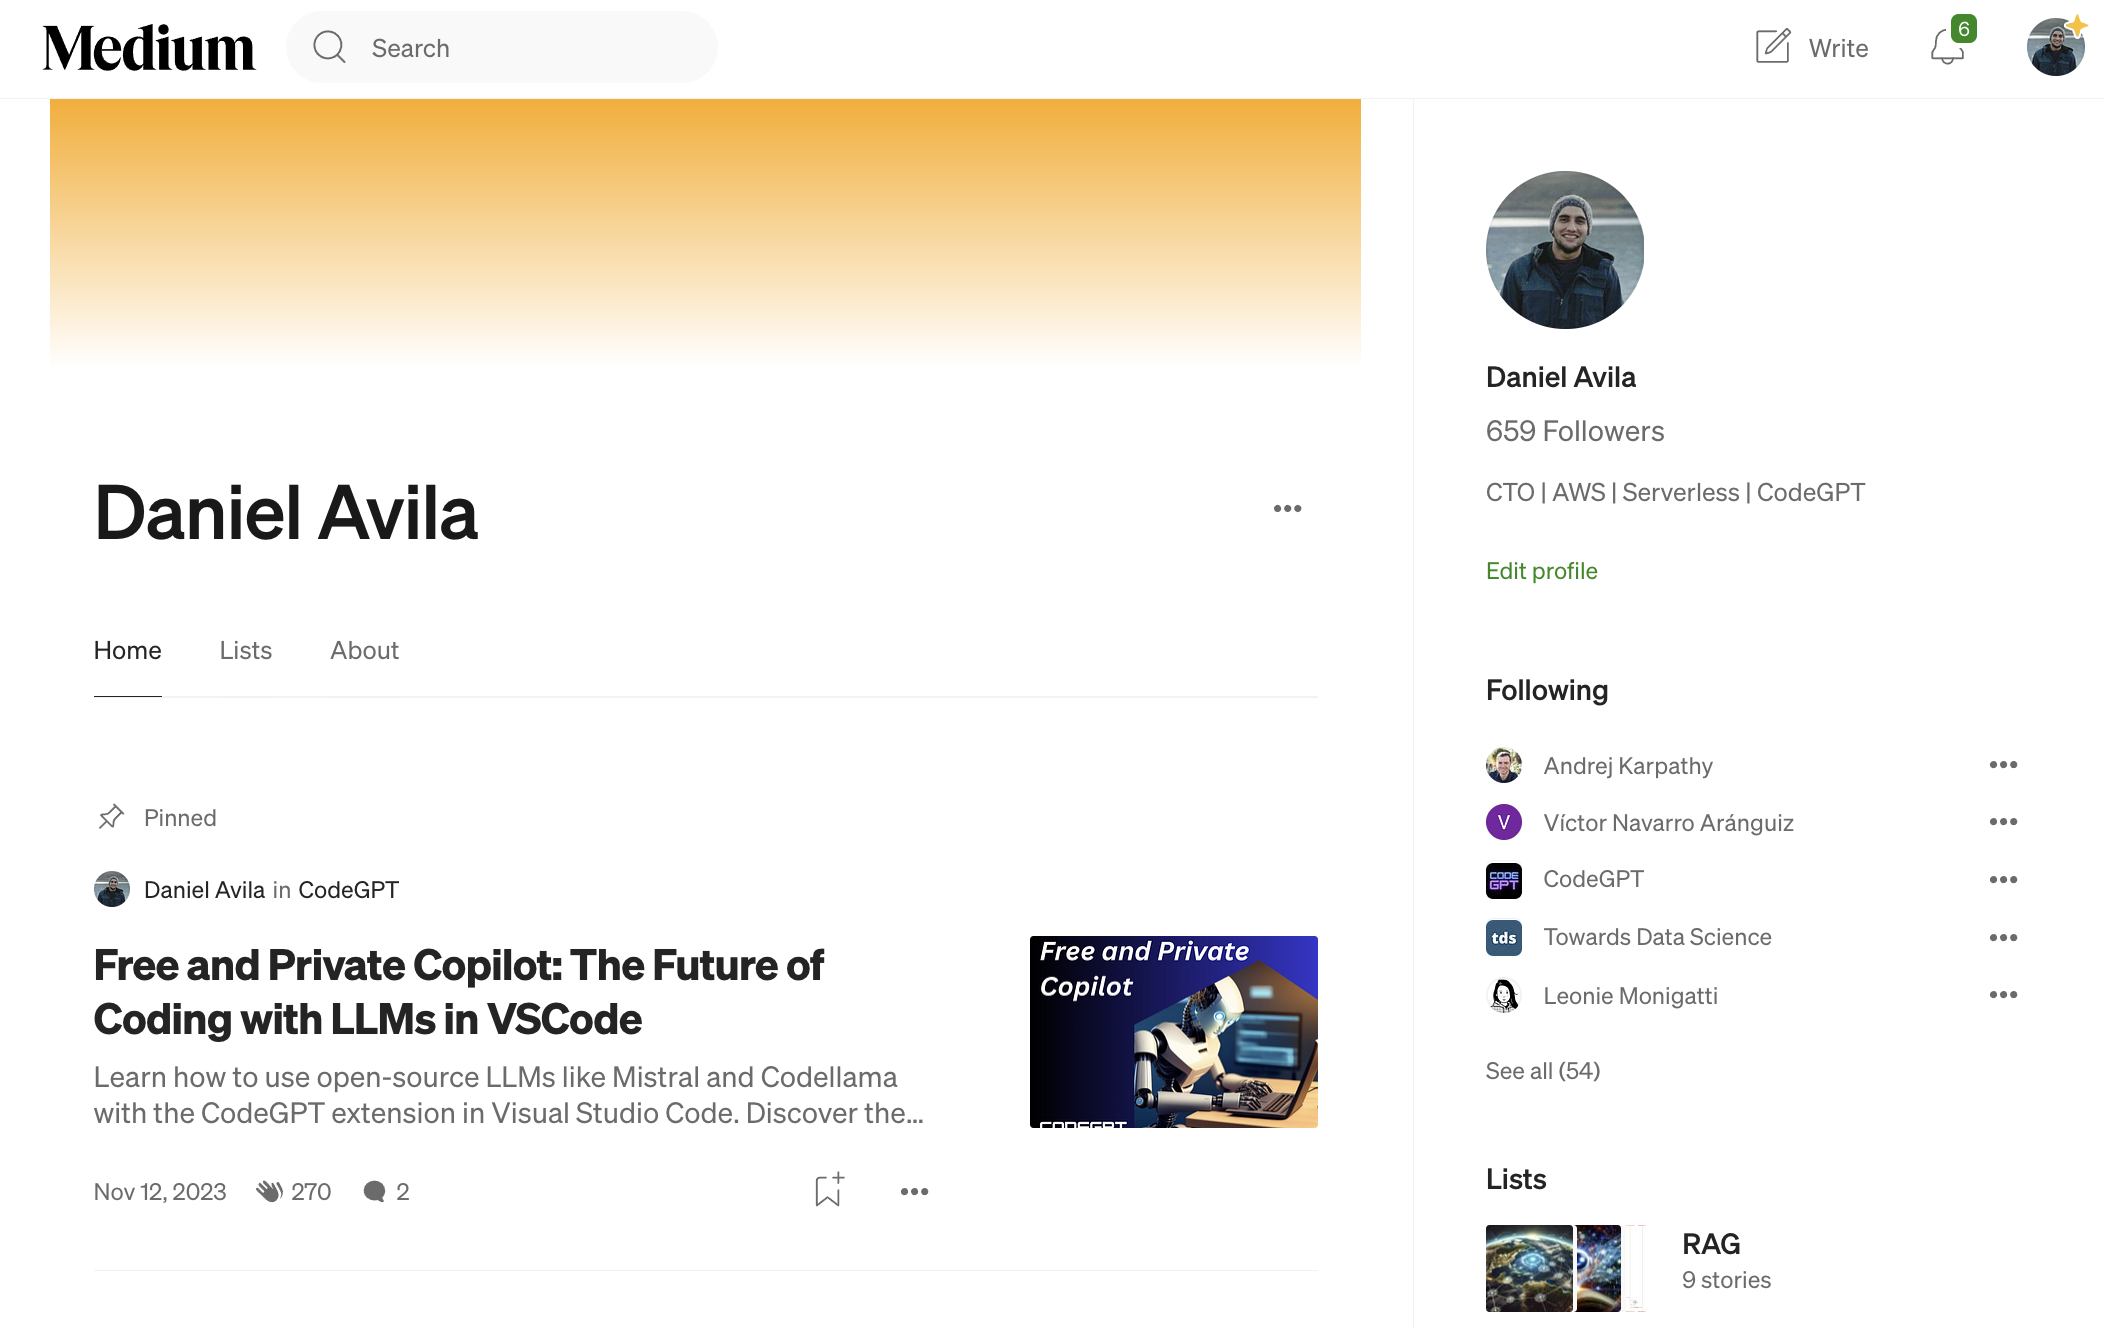 Medium
Search
Write
6
Daniel Avila
Home
Lists
About
Pinned
Daniel Avila in CodeGPT
Free and Private Copilot: The Future of
Coding with LLMs in VSCode
Learn how to use open-source LLMs like Mistral and Codellama
with the CodeGPT extension in Visual Studio Code. Discover the...
Nov 12, 2023
270
2
Free and Private
Copilot
CODEGPT
Daniel Avila
659 Followers
CTO | AWS | Serverless | CodeGPT
Edit profile
Following
Andrej Karpathy
V
Víctor Navarro Aránguiz
CODE
GPT
CodeGPT
tds
Towards Data Science
Leonie Monigatti
See all (54)
Lists
RAG
9 stories